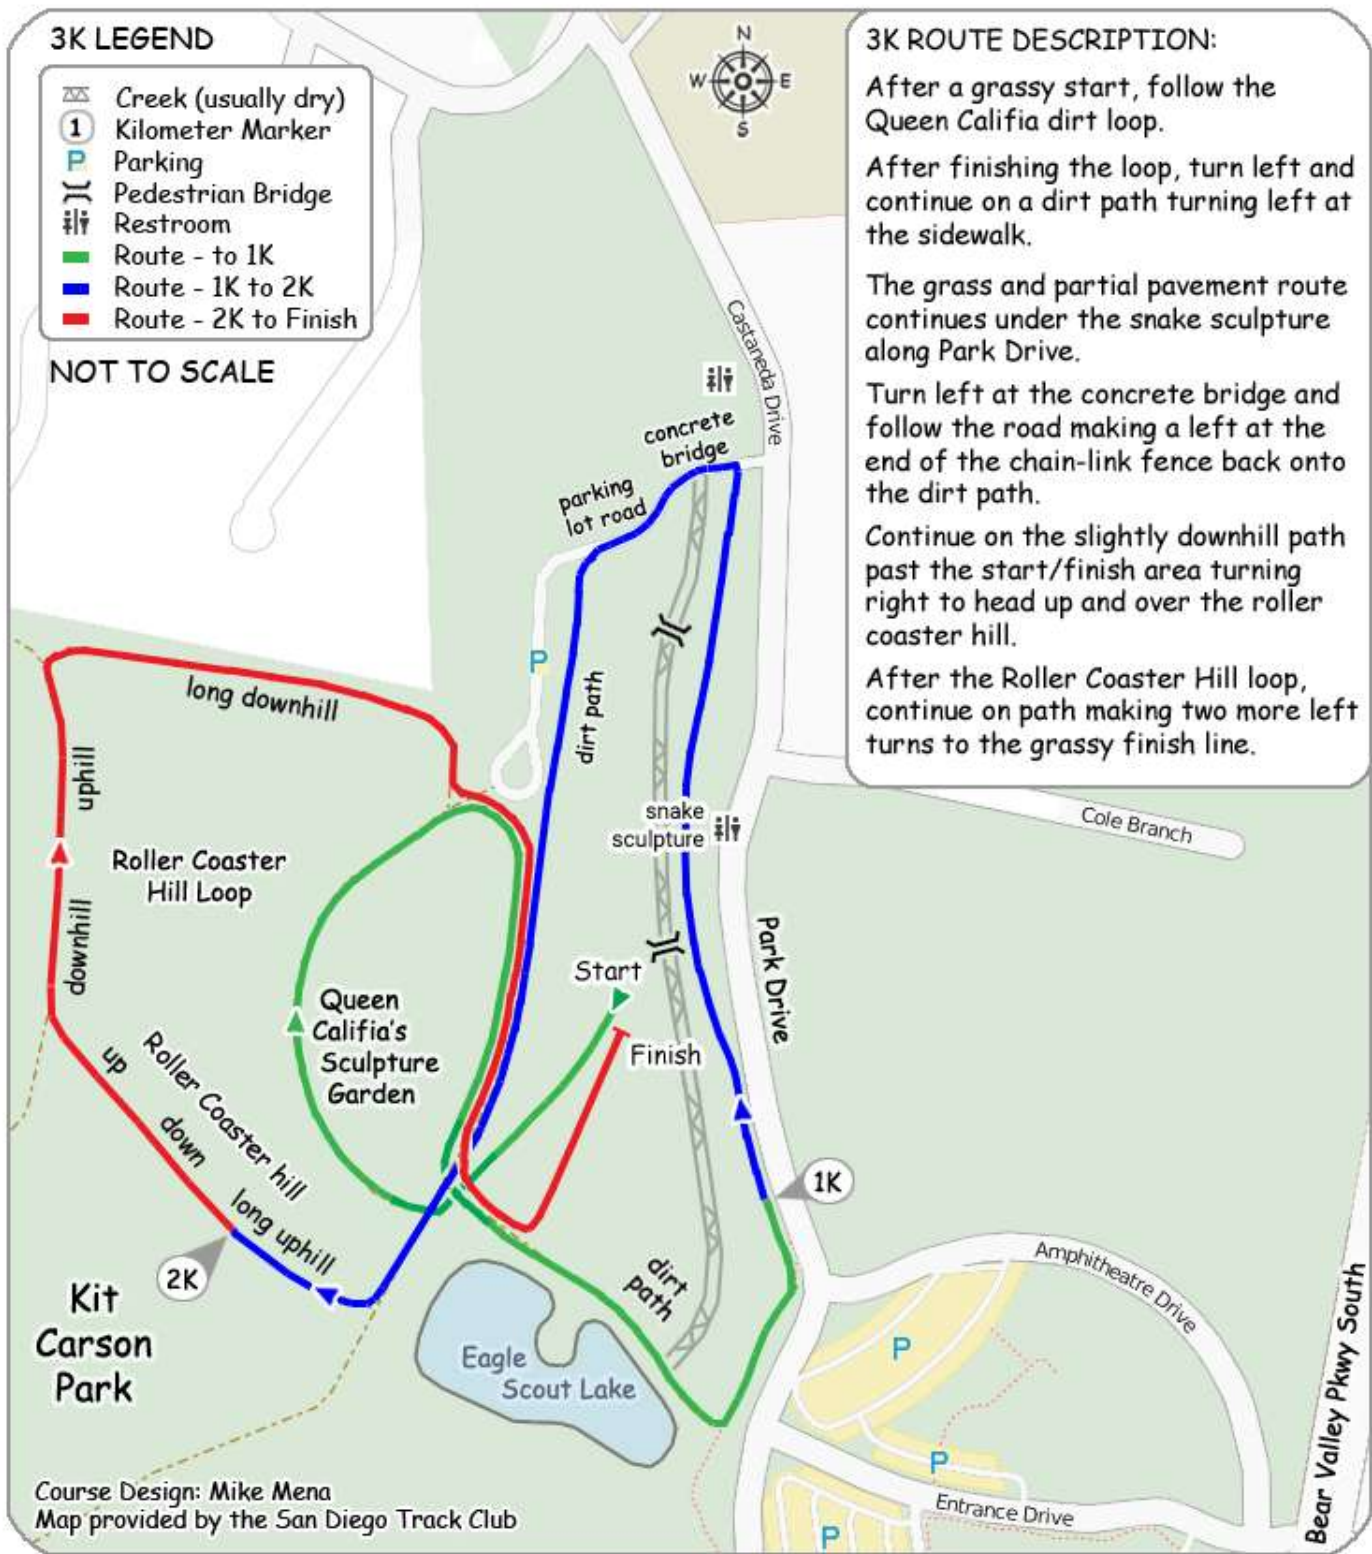 3K LEGEND
Creek (usually dry)
1 Kilometer Marker
P Parking
Pedestrian Bridge
Restroom
Route - to 1K
Route - 1K to 2K
Route - 2K to Finish
NOT TO SCALE
N
W E
S
3K ROUTE DESCRIPTION:
After a grassy start, follow the
Queen Califia dirt loop.
After finishing the loop, turn left and
continue on a dirt path turning left at
the sidewalk.
The grass and partial pavement route
continues under the snake sculpture
along Park Drive.
Turn left at the concrete bridge and
follow the road making a left at the
end of the chain-link fence back onto
the dirt path.
Continue on the slightly downhill path
past the start/finish area turning
right to head up and over the roller
coaster hill.
After the Roller Coaster Hill loop,
continue on path making two more left
turns to the grassy finish line.
Castaneda Drive
concrete
bridge
parking
lot road
P
dirt path
long downhill
uphill
snake
sculpture
Cole Branch
Roller Coaster
Hill Loop
downhill
Park Drive
Start
Finish
Queen
Califia's
Sculpture
Garden
up
down
Roller Coaster hill
long uphill
1K
2K
dirt
path
Amphitheatre Drive
Kit
Carson
Park
Eagle
Scout Lake
P
P
P
Entrance Drive
Bear Valley Pkwy South
Course Design: Mike Mena
Map provided by the San Diego Track Club